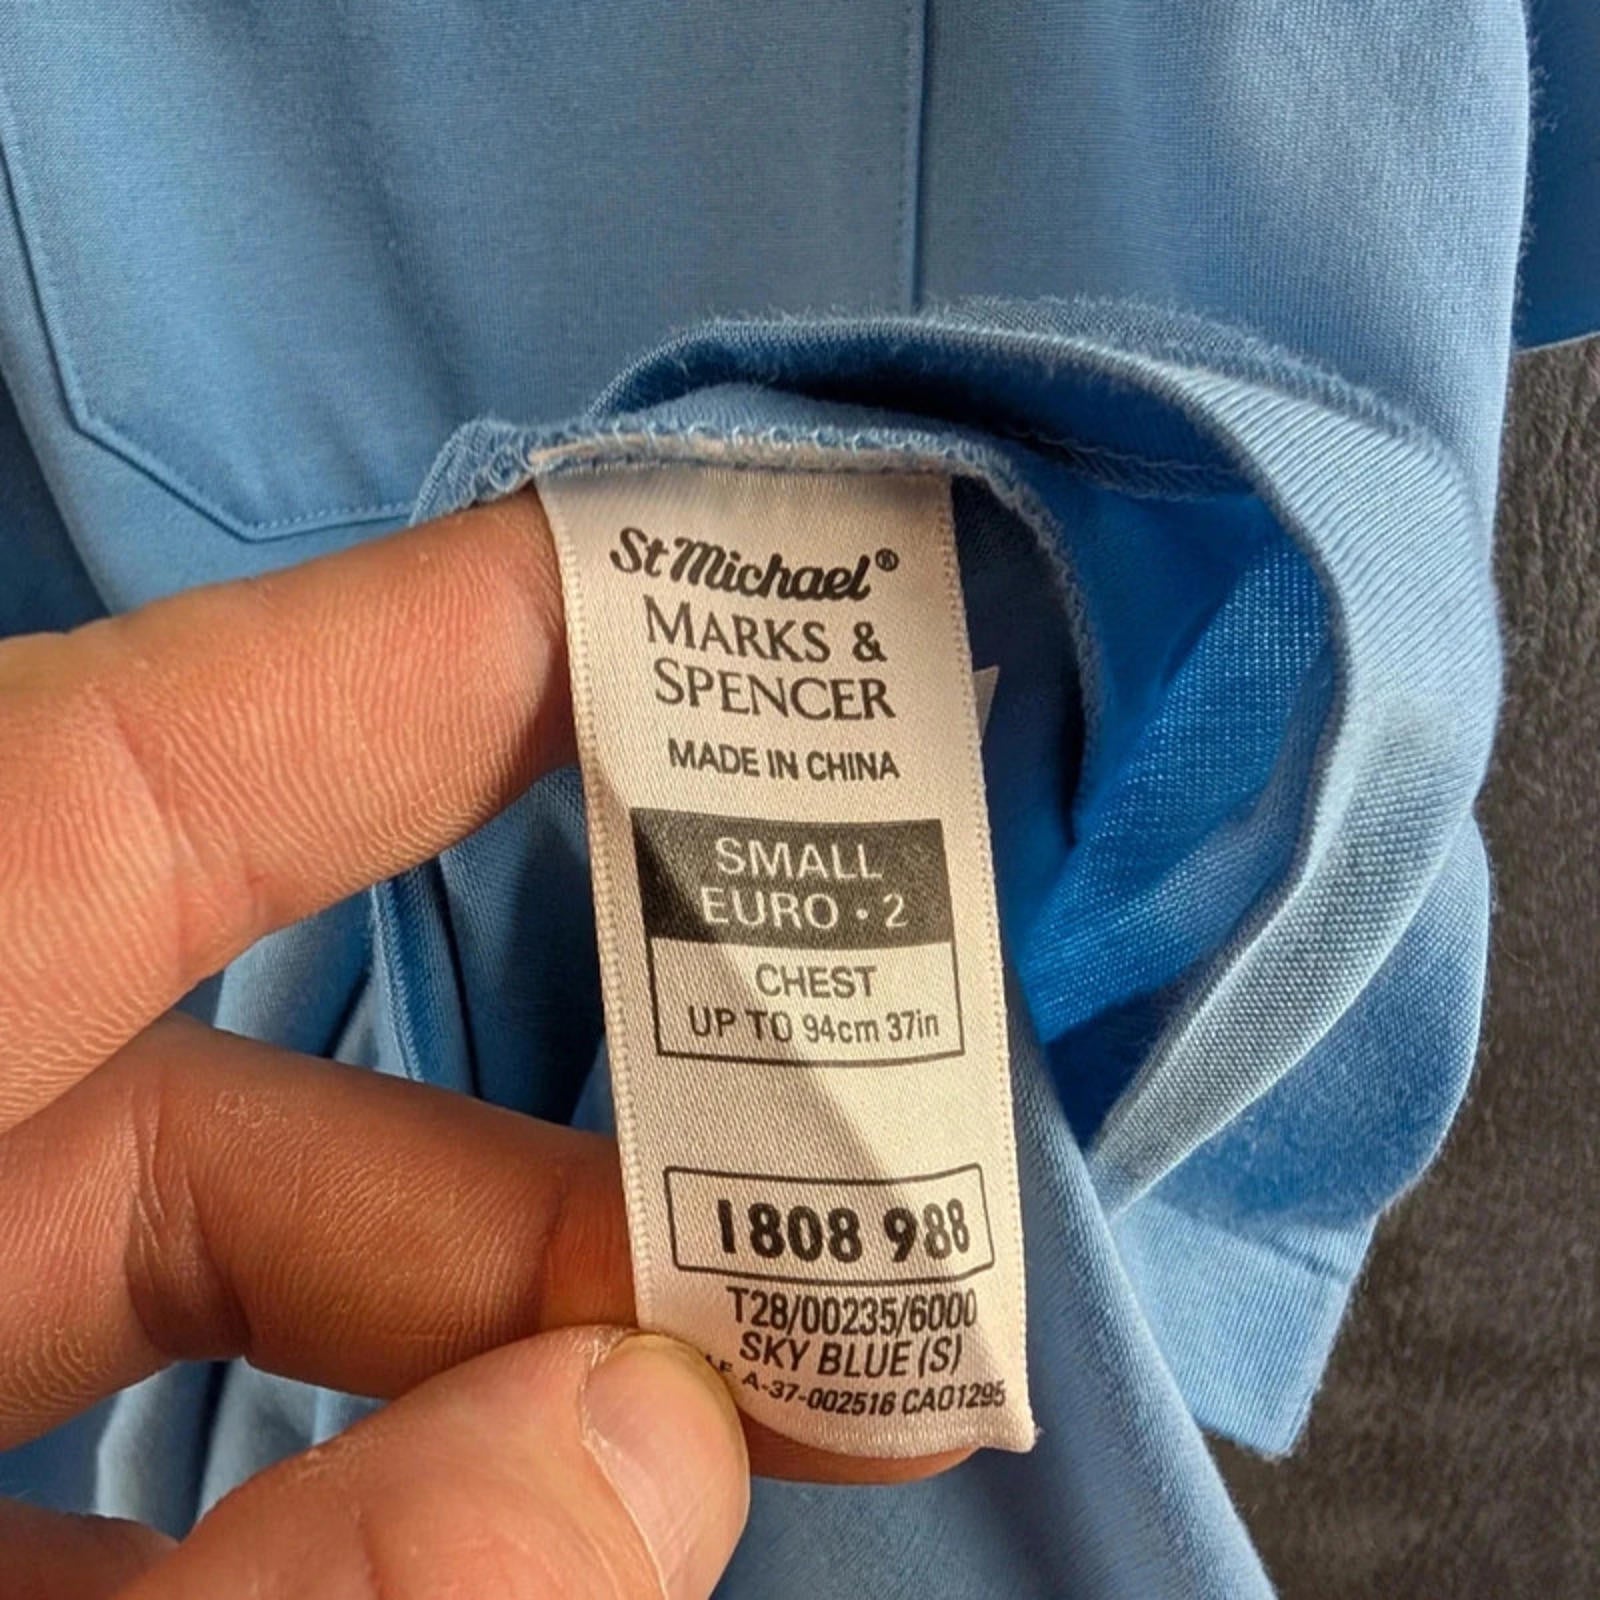 St Michael®
MARKS &
SPENCER
MADE IN CHINA
SMALL
EURO • 2
CHEST
UP TO 94cm 37in
1808 988
T28/00235/6000
SKY BLUE (S)
A-37-002516 CA01295